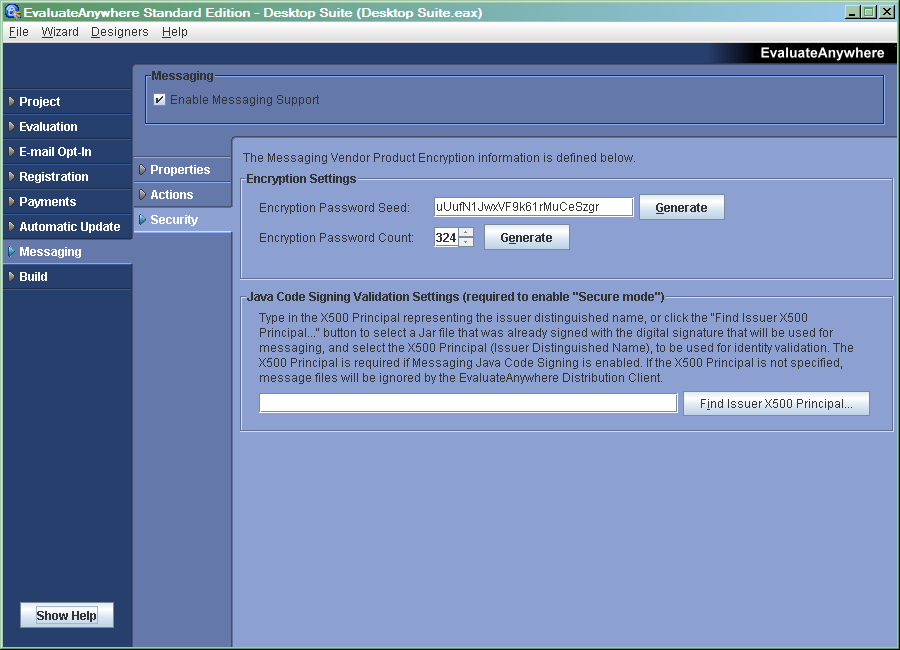 EvaluateAnywhere Standard Edition - Desktop Suite (Desktop Suite.eax)
File Wizard Designers Help
EvaluateAnywhere
Messaging
Enable Messaging Support
Project
Evaluation
E-mail Opt-In
Registration
Payments
Automatic Update
Messaging
Build
Properties
Actions
Security
The Messaging Vendor Product Encryption information is defined below.
Encryption Settings
Encryption Password Seed: uUufN1JwxVF9k61rMuCeSzgr Generate
Encryption Password Count: 324 Generate
Java Code Signing Validation Settings (required to enable "Secure mode")
Type in the X500 Principal representing the issuer distinguished name, or click the "Find Issuer X500
Principal..." button to select a Jar file that was already signed with the digital signature that will be used for
messaging, and select the X500 Principal (Issuer Distinguished Name), to be used for identity validation. The
X500 Principal is required if Messaging Java Code Signing is enabled. If the X500 Principal is not specified,
message files will be ignored by the EvaluateAnywhere Distribution Client.
Find Issuer X500 Principal...
Show Help